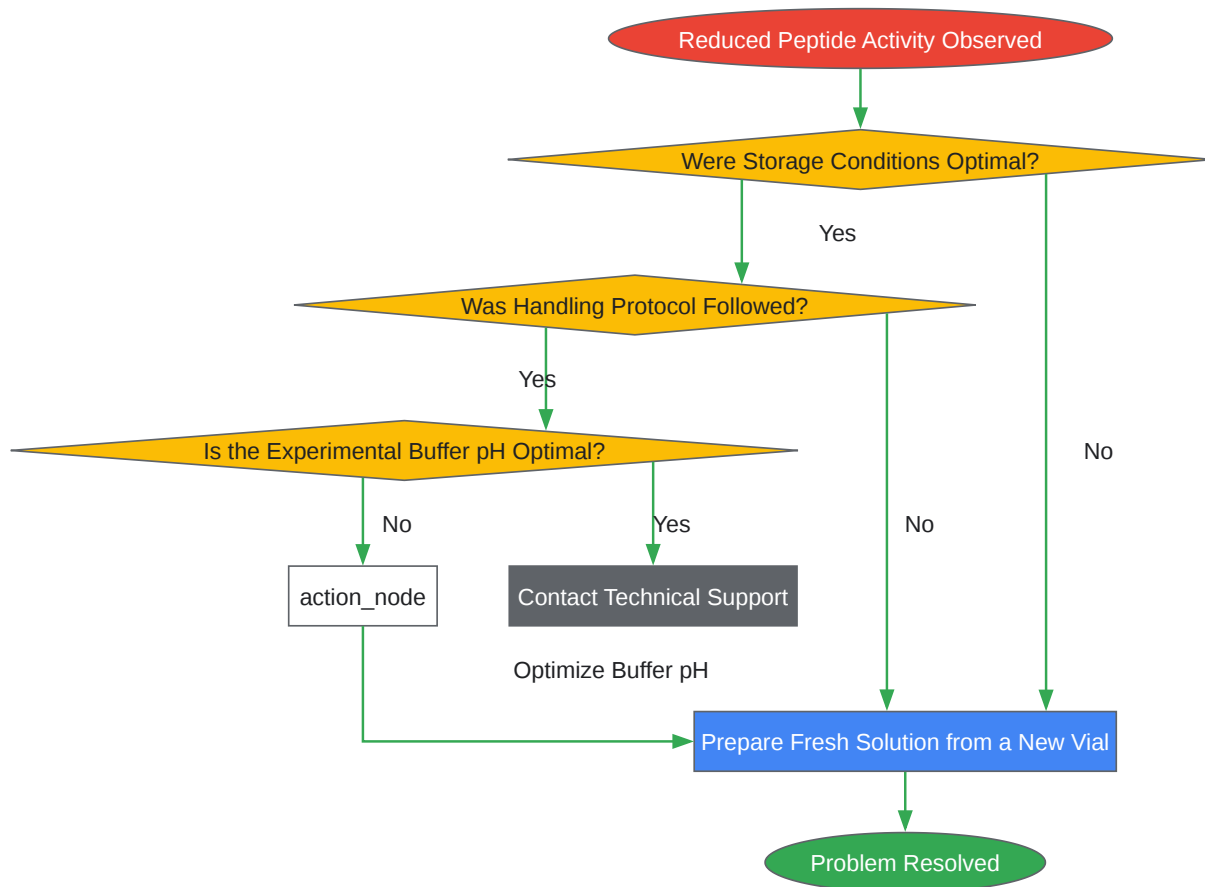 Reduced Peptide Activity Observed
Were Storage Conditions Optimal?
Yes
Was Handling Protocol Followed?
Yes
Is the Experimental Buffer pH Optimal?
No
No
Yes
No
action_node
Contact Technical Support
Optimize Buffer pH
Prepare Fresh Solution from a New Vial
Problem Resolved